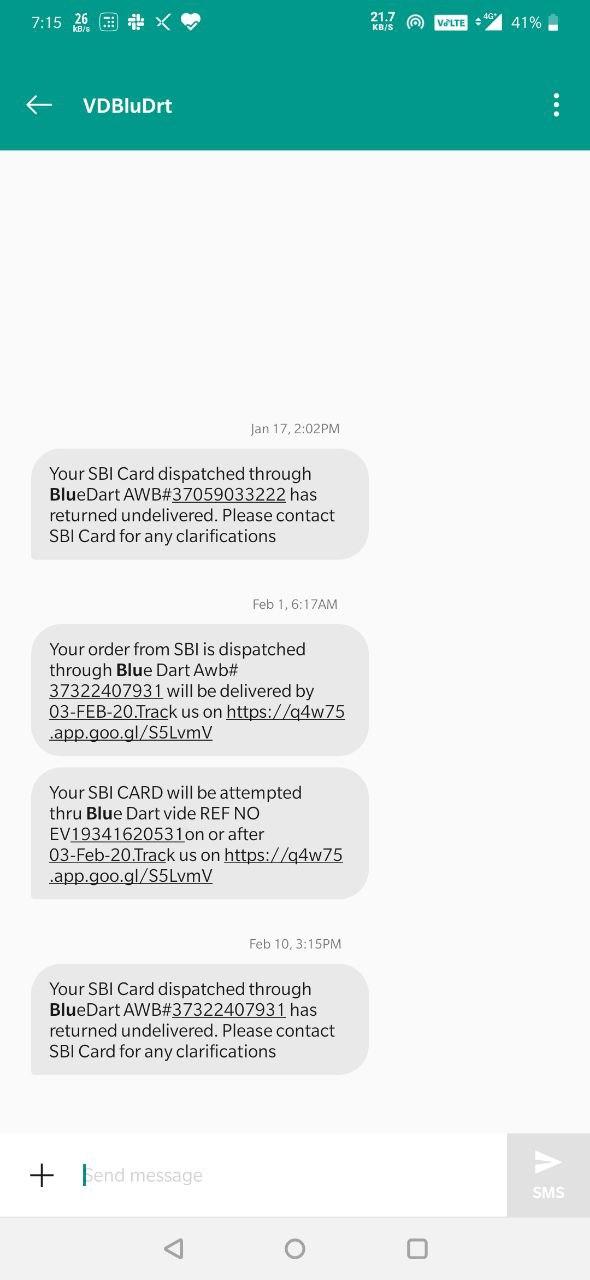 7:15 26 KB/s 21.7 KB/S VoLTE 4G+ 41%
VDBluDrt
Jan 17, 2:02PM
Your SBI Card dispatched through
BlueDart AWB#37059033222 has
returned undelivered. Please contact
SBI Card for any clarifications
Feb 1, 6:17AM
Your order from SBI is dispatched
through Blue Dart Awb#
37322407931 will be delivered by
03-FEB-20.Track us on https://q4w75
.app.goo.gl/S5LvmV
Your SBI CARD will be attempted
thru Blue Dart vide REF NO
EV19341620531on or after
03-Feb-20.Track us on https://q4w75
.app.goo.gl/S5LvmV
Feb 10, 3:15PM
Your SBI Card dispatched through
BlueDart AWB#37322407931 has
returned undelivered. Please contact
SBI Card for any clarifications
Send message
SMS